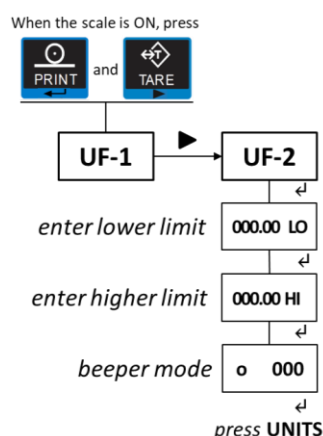 When the scale is ON, press
PRINT and TARE
UF-1 UF-2
enter lower limit 000.00 LO
enter higher limit 000.00 HI
beeper mode o 000
press UNITS